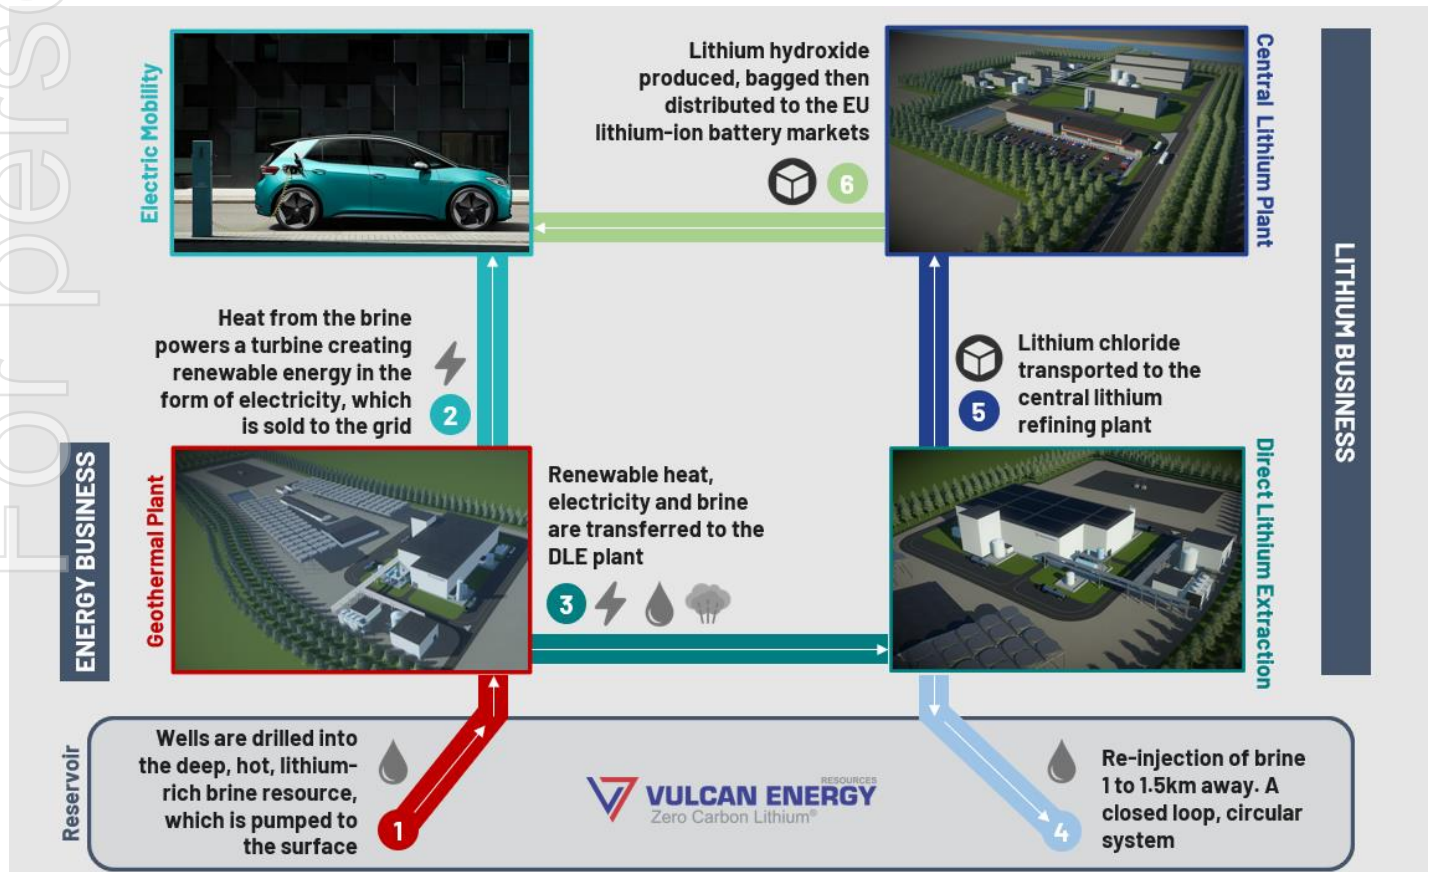 For perso
Electric Mobility
Lithium hydroxide
produced, bagged then
distributed to the EU
lithium-ion battery markets
6
Central Lithium Plant
LITHIUM BUSINESS
Heat from the brine
powers a turbine creating
renewable energy in the
form of electricity, which
is sold to the grid
2
Lithium chloride
transported to the
central lithium
refining plant
5
ENERGY BUSINESS
Geothermal Plant
Renewable heat,
electricity and brine
are transferred to the
DLE plant
3
Direct Lithium Extraction
Reservoir
Wells are drilled into
the deep, hot, lithium-
rich brine resource,
which is pumped to
the surface
1
VULCAN ENERGY
RESOURCES
Zero Carbon Lithium®
4
Re-injection of brine
1 to 1.5km away. A
closed loop, circular
system